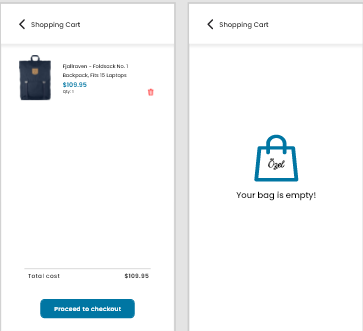 Shopping Cart
Fjallraven - Foldsack No. 1
Backpack, Fits 15 Laptops
$109.95
Qty: 1
Total cost $109.95
Proceed to checkout
Shopping Cart
Özel
Your bag is empty!